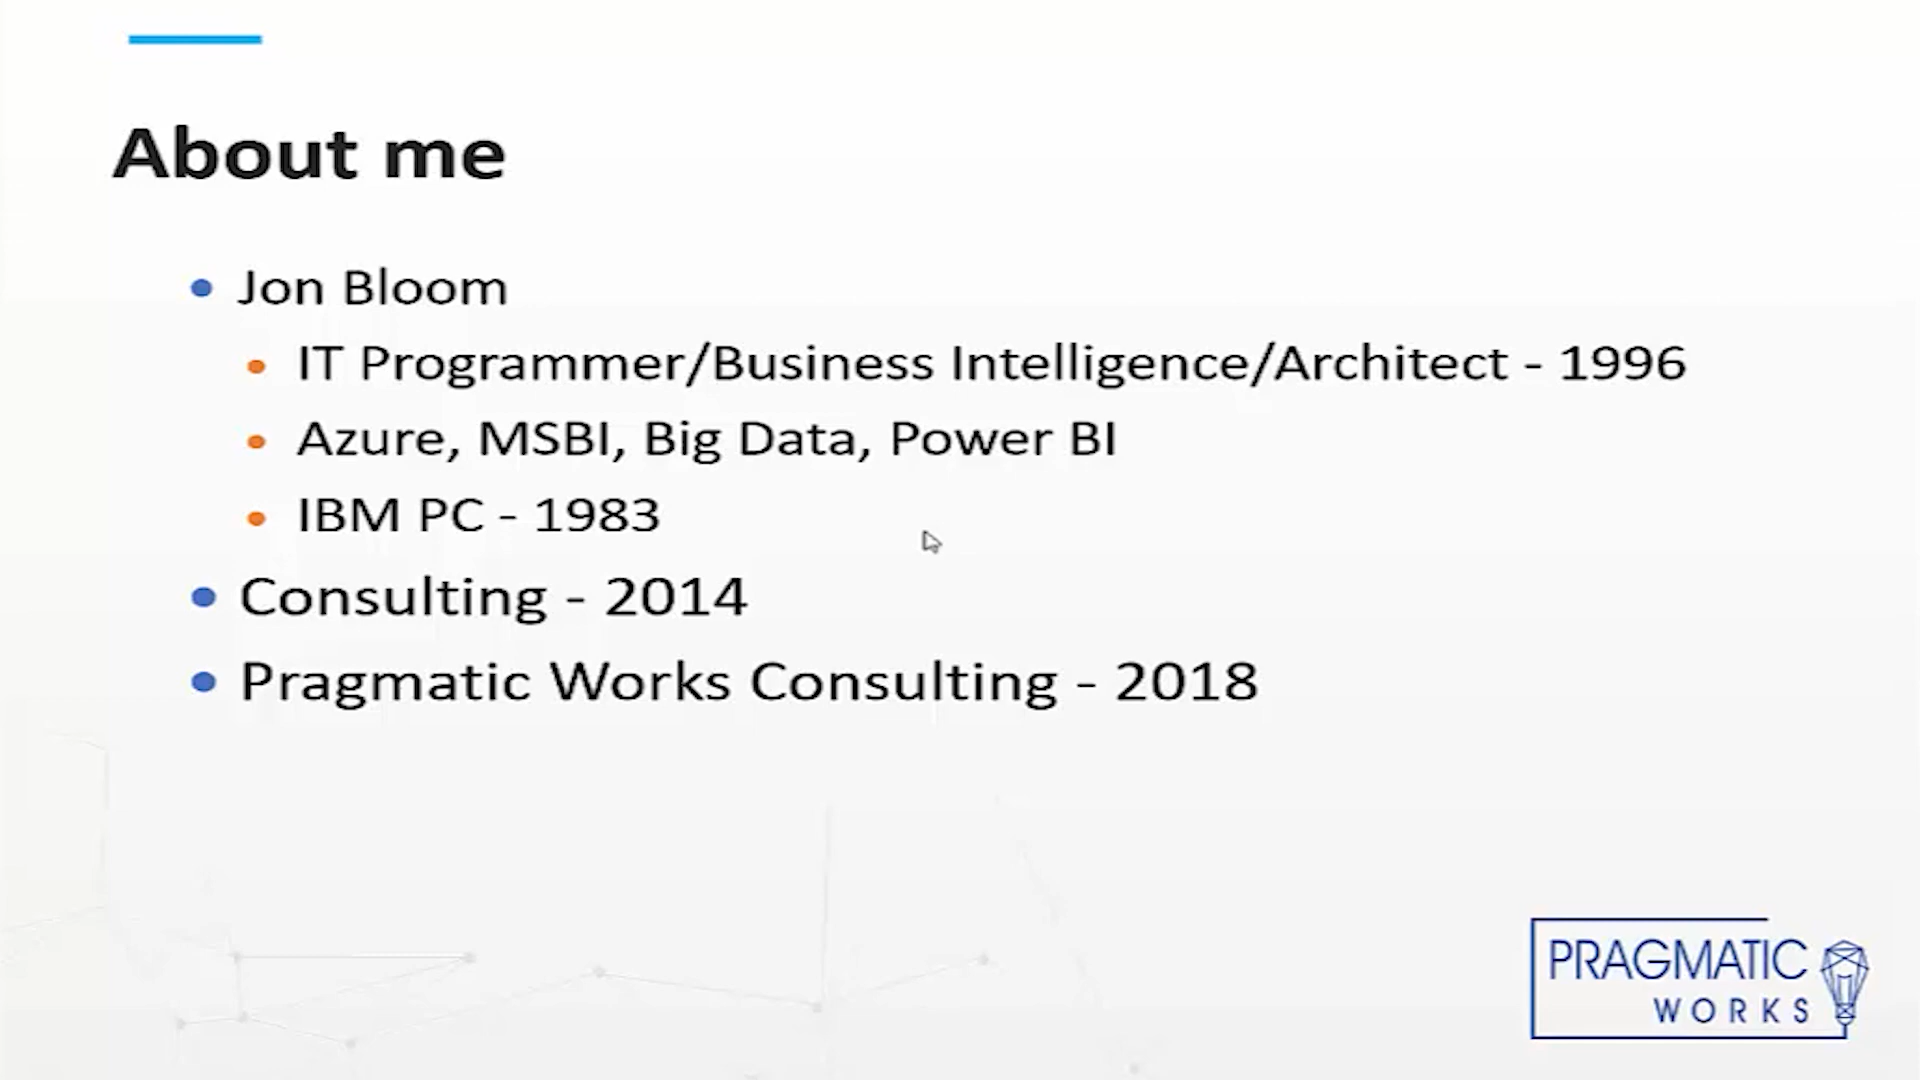 About me
Jon Bloom
IT Programmer/Business Intelligence/Architect - 1996
Azure, MSBI, Big Data, Power BI
IBM PC - 1983
Consulting - 2014
Pragmatic Works Consulting - 2018
PRAGMATIC
WORKS